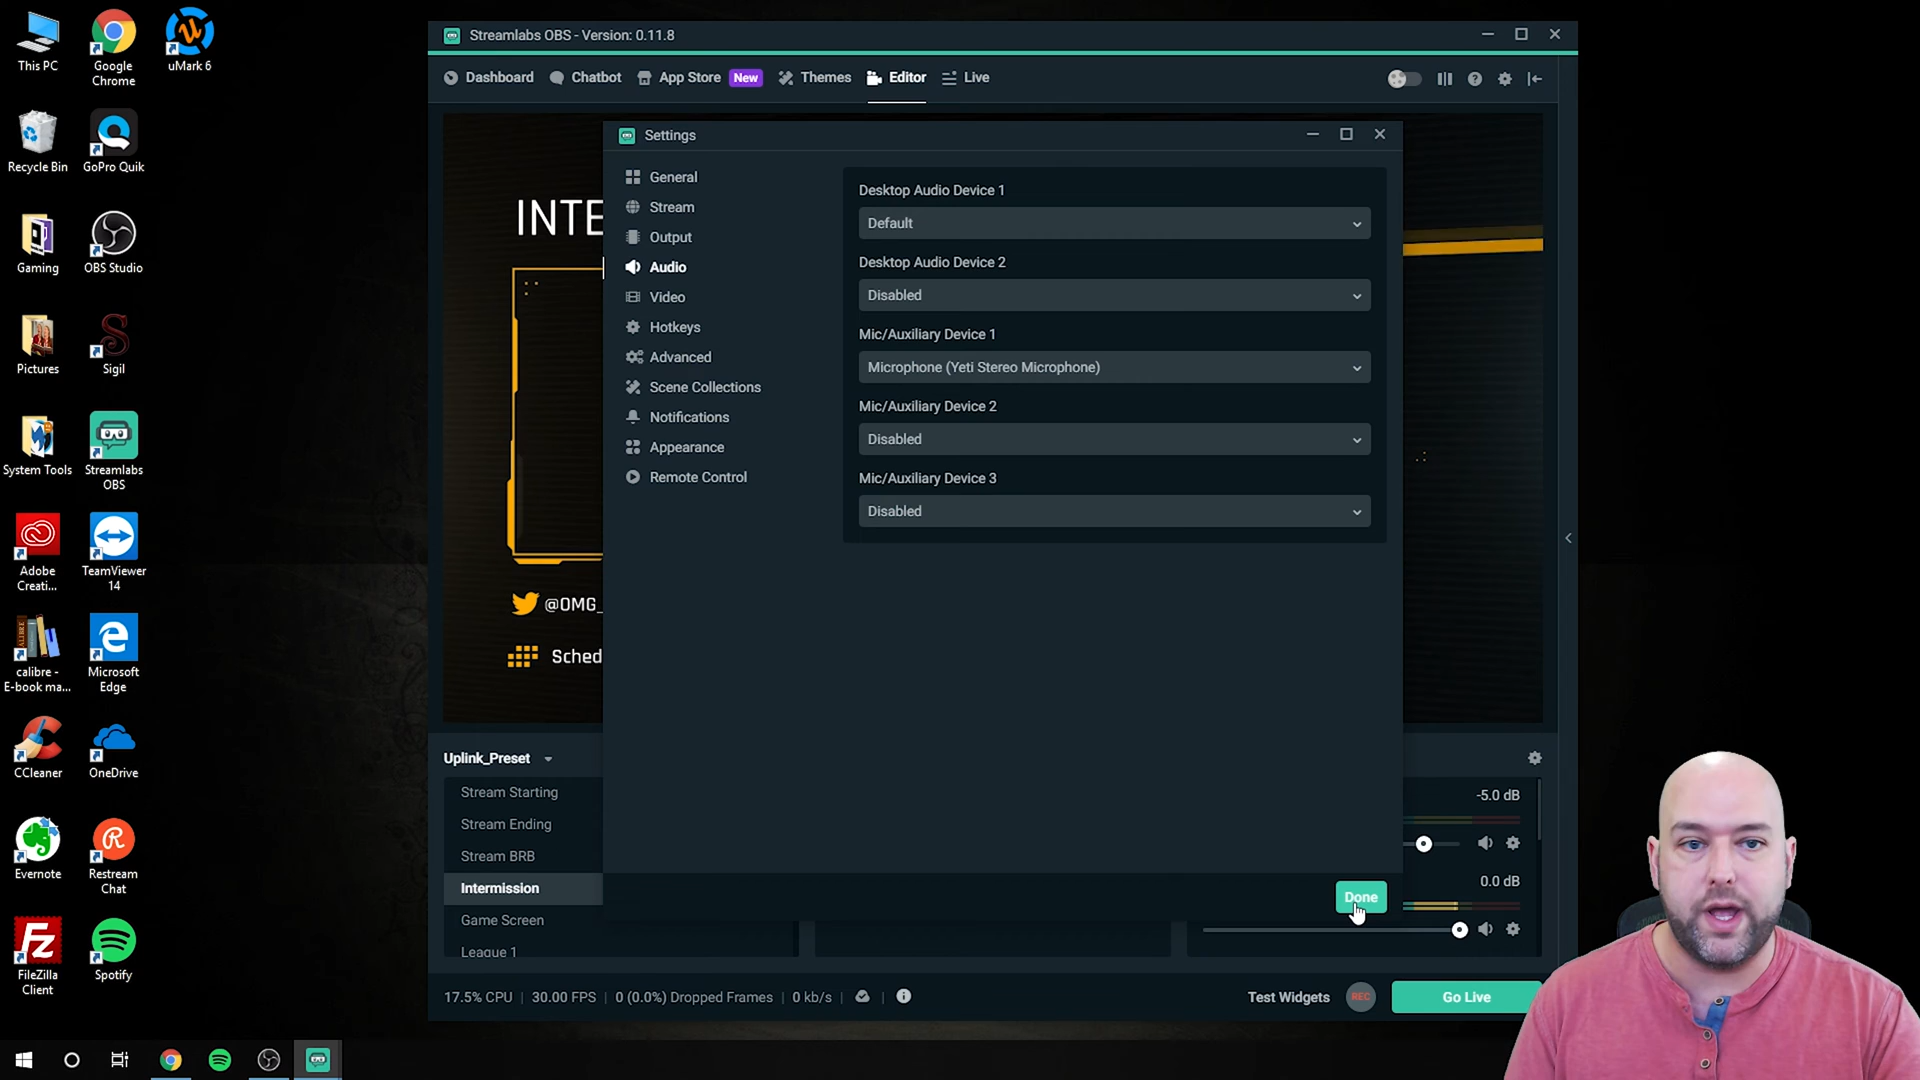 This PC
Google
Chrome
uMark 6
Recycle Bin
GoPro Quik
Gaming
OBS Studio
Pictures
Sigil
System Tools
Streamlabs
OBS
Adobe
Creati...
TeamViewer
14
calibre -
E-book ma...
Microsoft
Edge
CCleaner
OneDrive
Evernote
Restream
Chat
FileZilla
Client
Spotify
Streamlabs OBS - Version: 0.11.8
Dashboard
Chatbot
App Store
New
Themes
Editor
Live
INTE
@OMG_
Sched
Settings
General
Stream
Output
Audio
Video
Hotkeys
Advanced
Scene Collections
Notifications
Appearance
Remote Control
Desktop Audio Device 1
Default
Desktop Audio Device 2
Disabled
Mic/Auxiliary Device 1
Microphone (Yeti Stereo Microphone)
Mic/Auxiliary Device 2
Disabled
Mic/Auxiliary Device 3
Disabled
Done
Uplink_Preset
Stream Starting
Stream Ending
Stream BRB
Intermission
Game Screen
League 1
-5.0 dB
0.0 dB
17.5% CPU | 30.00 FPS | 0 (0.0%) Dropped Frames | 0 kb/s
Test Widgets
REC
Go Live